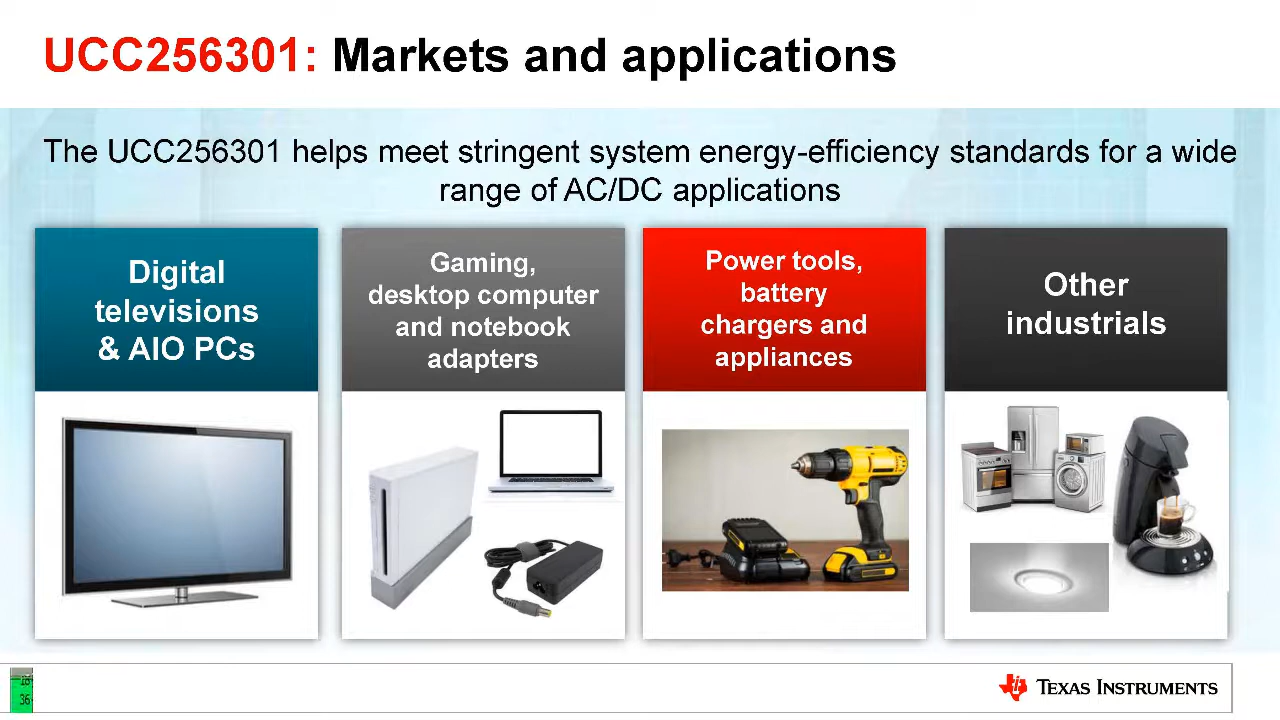 UCC256301: Markets and applications
The UCC256301 helps meet stringent system energy-efficiency standards for a wide
range of AC/DC applications
Digital
televisions
& AIO PCs
Gaming,
desktop computer
and notebook
adapters
Power tools,
battery
chargers and
appliances
Other
industrials
36
TEXAS INSTRUMENTS